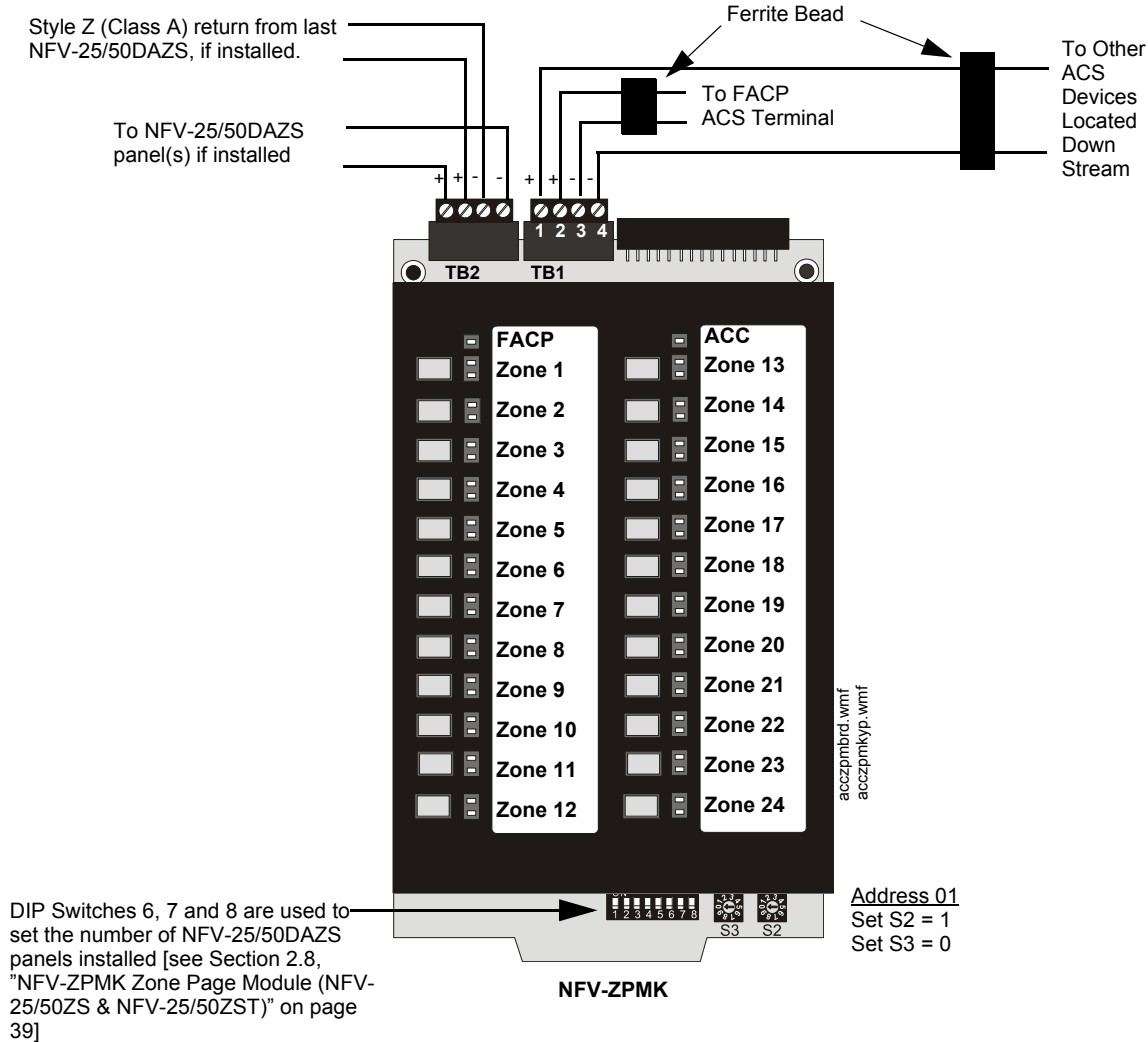 Style Z (Class A) return from last
NFV-25/50DAZS, if installed.
To NFV-25/50DAZS
panel(s) if installed
Ferrite Bead
To FACP
ACS Terminal
To Other
ACS
Devices
Located
Down
Stream
+ + - -
+ + - -
1 2 3 4
TB2 TB1
FACP
Zone 1
Zone 2
Zone 3
Zone 4
Zone 5
Zone 6
Zone 7
Zone 8
Zone 9
Zone 10
Zone 11
Zone 12
ACC
Zone 13
Zone 14
Zone 15
Zone 16
Zone 17
Zone 18
Zone 19
Zone 20
Zone 21
Zone 22
Zone 23
Zone 24
acczpmbrd.wmf
acczpmkyp.wmf
1 2 3 4 5 6 7 8
S3 S2
Address 01
Set S2 = 1
Set S3 = 0
DIP Switches 6, 7 and 8 are used to
set the number of NFV-25/50DAZS
panels installed [see Section 2.8,
"NFV-ZPMK Zone Page Module (NFV-
25/50ZS & NFV-25/50ZST)" on page
39]
NFV-ZPMK